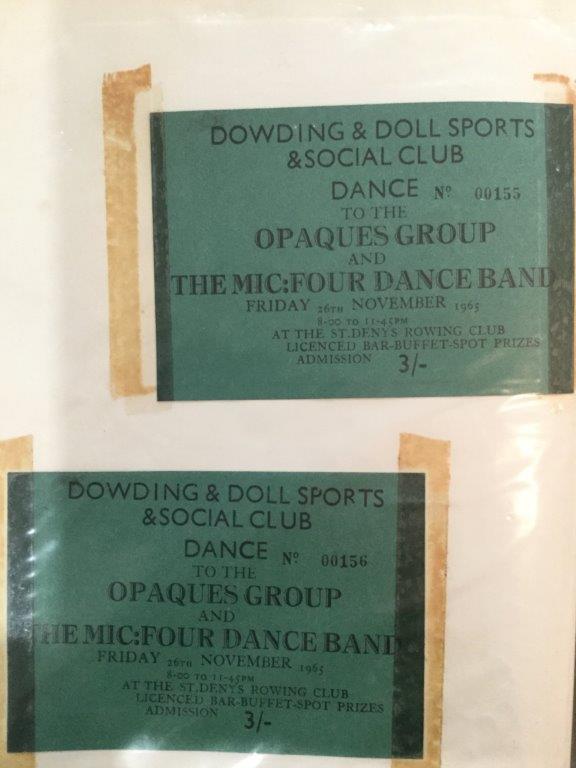 DOWDING & DOLL SPORTS
&SOCIAL CLUB
DANCE Nº 00155
TO THE
OPAQUES GROUP
AND
THE MIC:FOUR DANCE BAND
FRIDAY 26TH NOVEMBER 1965
8-00 TO 11-45PM
AT THE ST.DENYS ROWING CLUB
LICENCED BAR-BUFFET-SPOT PRIZES
ADMISSION 3/-
DOWDING & DOLL SPORTS
&SOCIAL CLUB
DANCE Nº 00156
TO THE
OPAQUES GROUP
AND
THE MIC:FOUR DANCE BAND
FRIDAY 26TH NOVEMBER 1965
8-00 TO 11-45PM
AT THE ST.DENYS ROWING CLUB
LICENCED BAR-BUFFET-SPOT PRIZES
ADMISSION 3/-